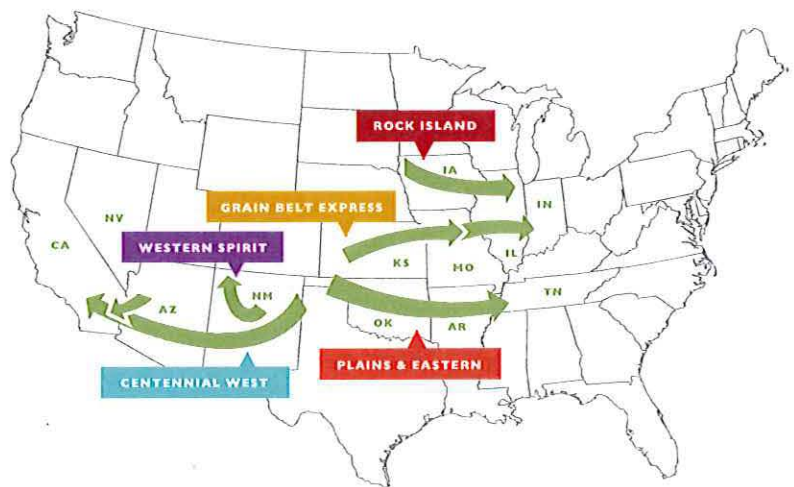 ROCK ISLAND
IA
GRAIN BELT EXPRESS
IN
NV
WESTERN SPIRIT
CA
KS
MO
IL
NM
TN
AZ
OK
AR
PLAINS & EASTERN
CENTENNIAL WEST